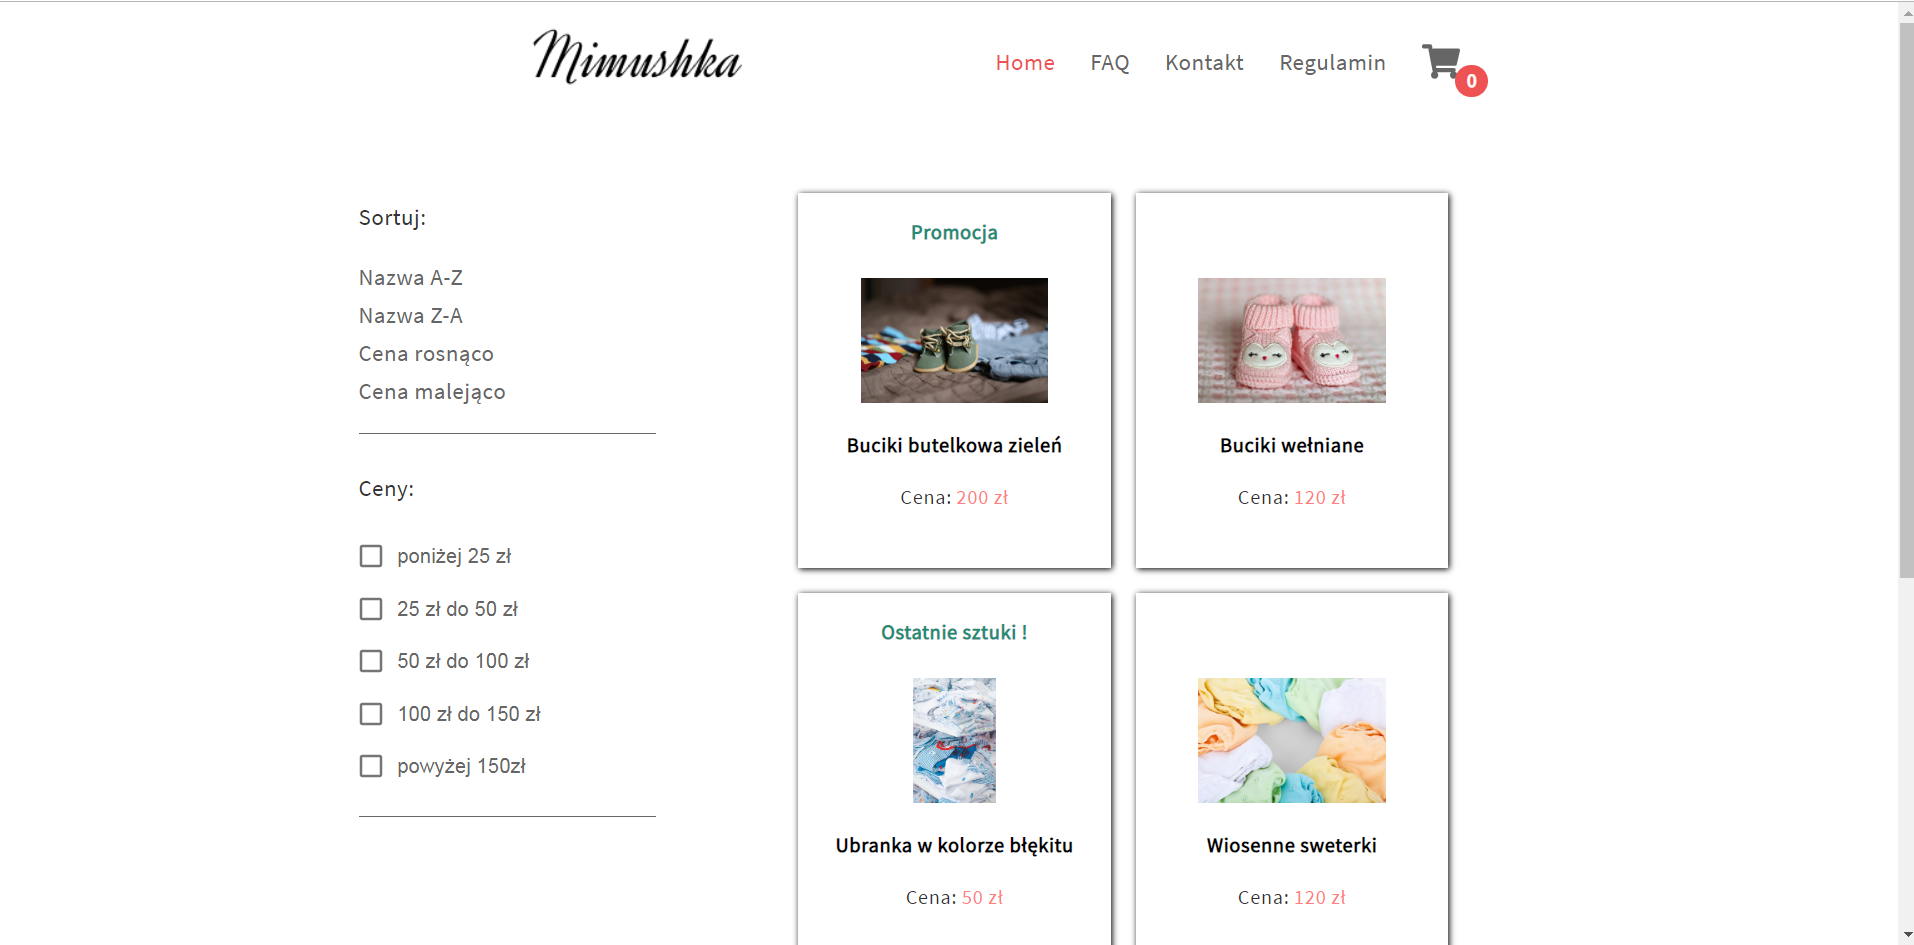 Mimushka
Home FAQ Kontakt Regulamin
0
Sortuj:
Nazwa A-Z
Nazwa Z-A
Cena rosnąco
Cena malejąco
Ceny:
poniżej 25 zł
25 zł do 50 zł
50 zł do 100 zł
100 zł do 150 zł
powyżej 150zł
Promocja
Buciki butelkowa zieleń
Cena: 200 zł
Buciki wełniane
Cena: 120 zł
Ostatnie sztuki !
Ubranka w kolorze błękitu
Cena: 50 zł
Wiosenne sweterki
Cena: 120 zł